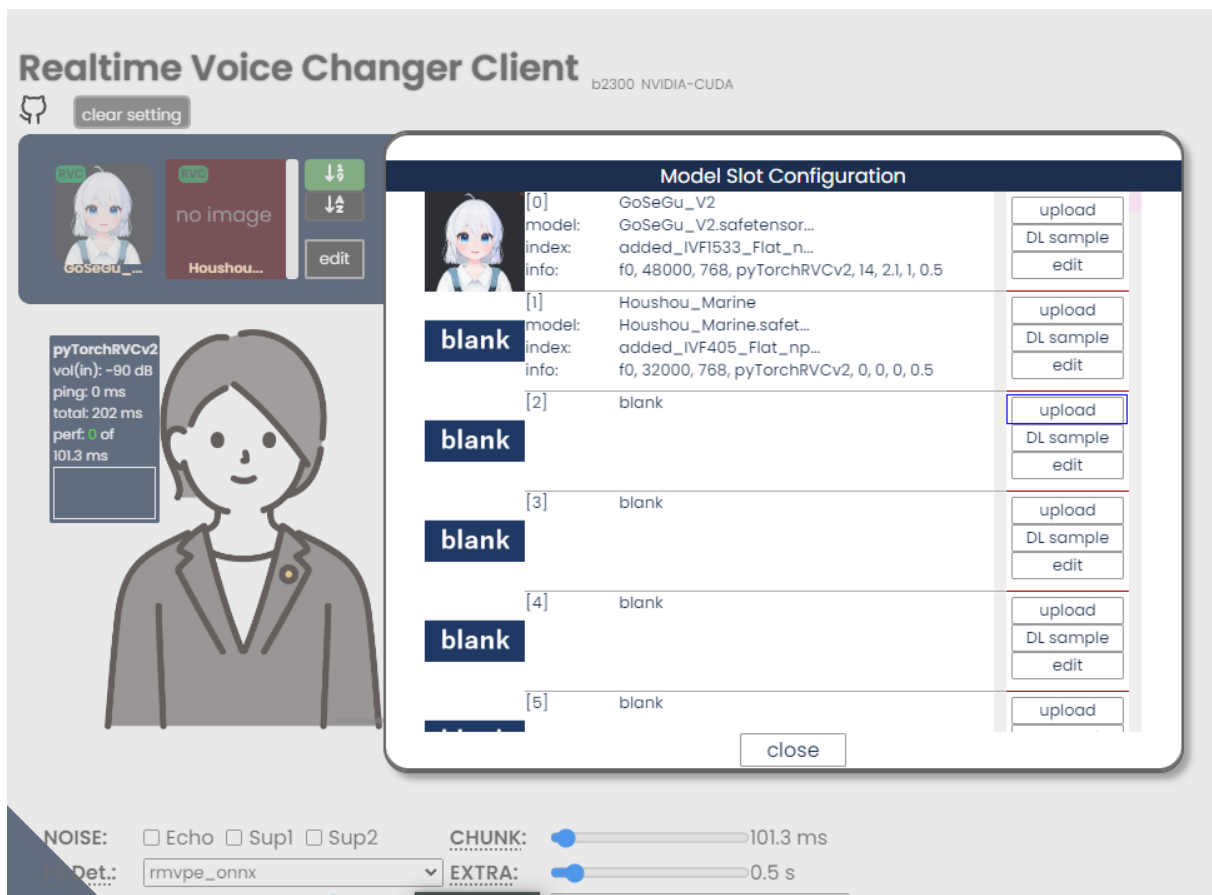 Realtime Voice Changer Client b2300 NVIDIA-CUDA
clear setting
RVC
GoSeGu_...
RVC
no image
Houshou...
edit
Model Slot Configuration
[0] GoSeGu_V2
model: GoSeGu_V2.safetensor...
index: added_IVF1533_Flat_n...
info: f0, 48000, 768, pyTorchRVCv2, 14, 2.1, 1, 0.5
upload
DL sample
edit
blank
[1] Houshou_Marine
model: Houshou_Marine.safet...
index: added_IVF405_Flat_np...
info: f0, 32000, 768, pyTorchRVCv2, 0, 0, 0, 0.5
upload
DL sample
edit
blank
[2] blank
upload
DL sample
edit
blank
[3] blank
upload
DL sample
edit
blank
[4] blank
upload
DL sample
edit
[5] blank
upload
close
pyTorchRVCv2
vol(in): -90 dB
ping: 0 ms
total: 202 ms
perf: 0 of
101.3 ms
NOISE: Echo Sup1 Sup2 CHUNK: 101.3 ms
Det.: rmvpe_onnx EXTRA: 0.5 s